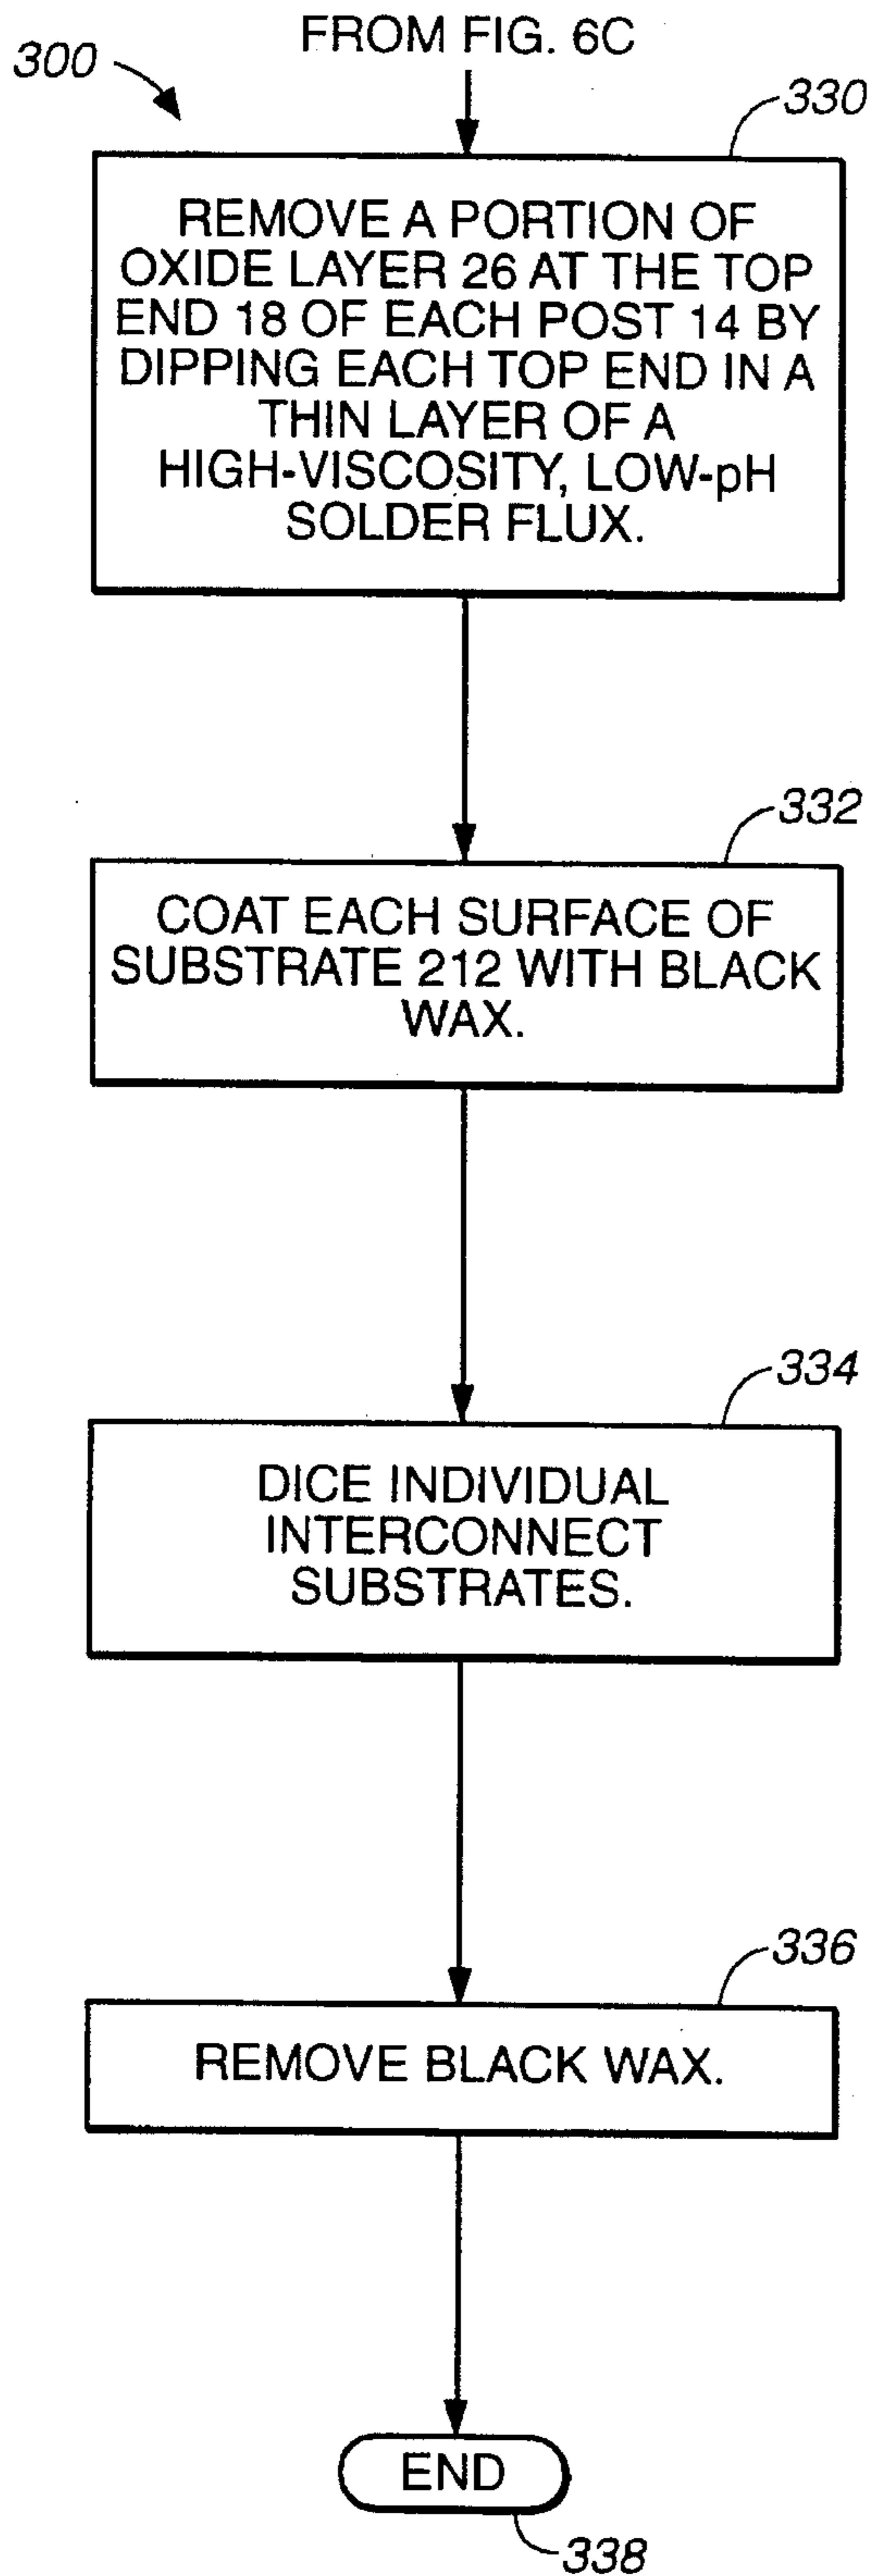 FROM FIG. 6C
300
330
REMOVE A PORTION OF
OXIDE LAYER 26 AT THE TOP
END 18 OF EACH POST 14 BY
DIPPING EACH TOP END IN A
THIN LAYER OF A
HIGH-VISCOSITY, LOW-pH
SOLDER FLUX.
332
COAT EACH SURFACE OF
SUBSTRATE 212 WITH BLACK
WAX.
334
DICE INDIVIDUAL
INTERCONNECT
SUBSTRATES.
336
REMOVE BLACK WAX.
END
338